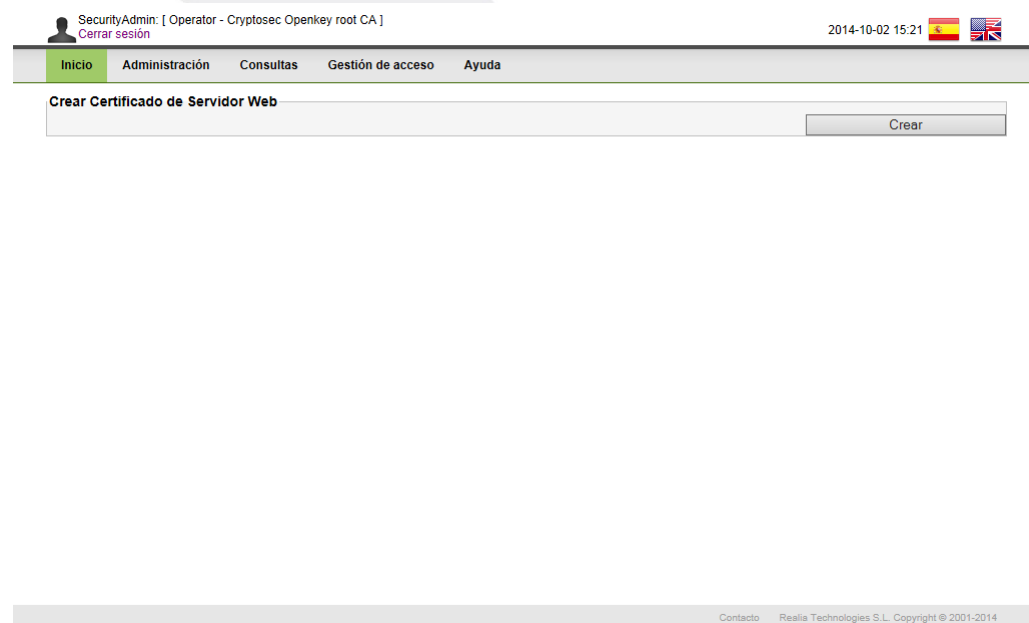 SecurityAdmin: [ Operator - Cryptosec Openkey root CA ]
Cerrar sesión
2014-10-02 15:21
Inicio Administración Consultas Gestión de acceso Ayuda
Crear Certificado de Servidor Web
Crear
Contacto Realia Technologies S.L. Copyright © 2001-2014